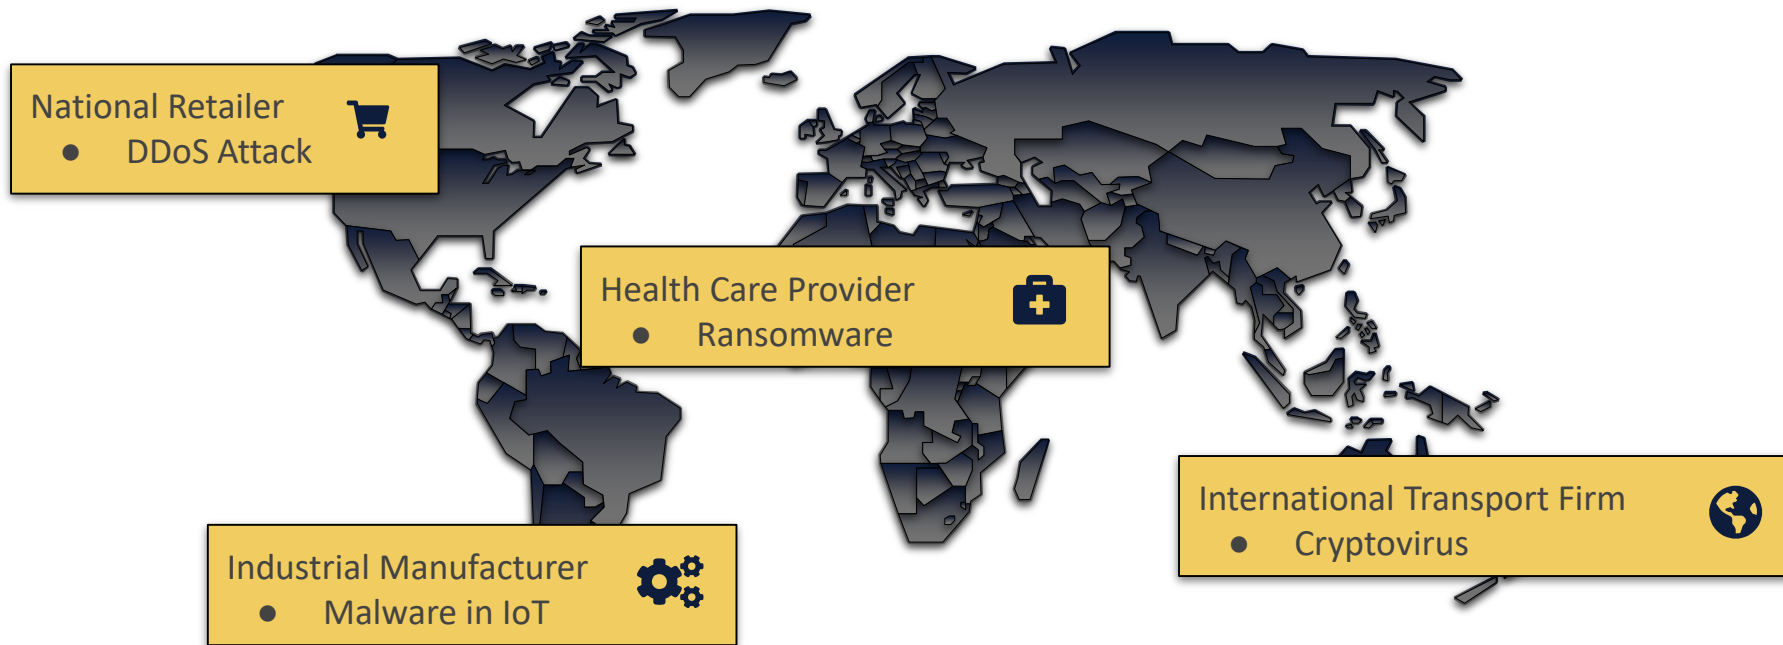 National Retailer
● DDoS Attack
Health Care Provider
● Ransomware
International Transport Firm
● Cryptovirus
Industrial Manufacturer
● Malware in IoT